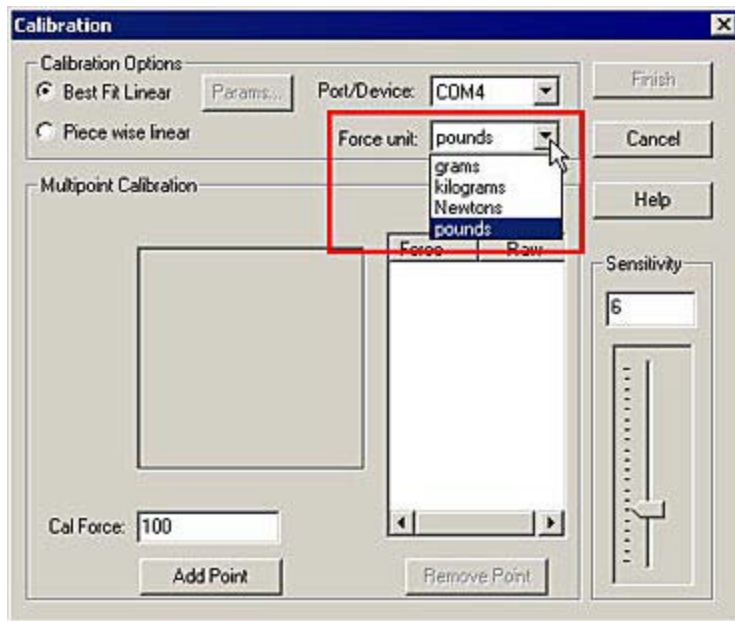 Calibration
Calibration Options
Best Fit Linear
Params...
Port/Device: COM4
Finish
Piece wise linear
Force unit: pounds
Cancel
grams
kilograms
Newtons
pounds
Multipoint Calibration
Help
Force Raw
Sensitivity
6
Cal Force: 100
Add Point
Remove Point